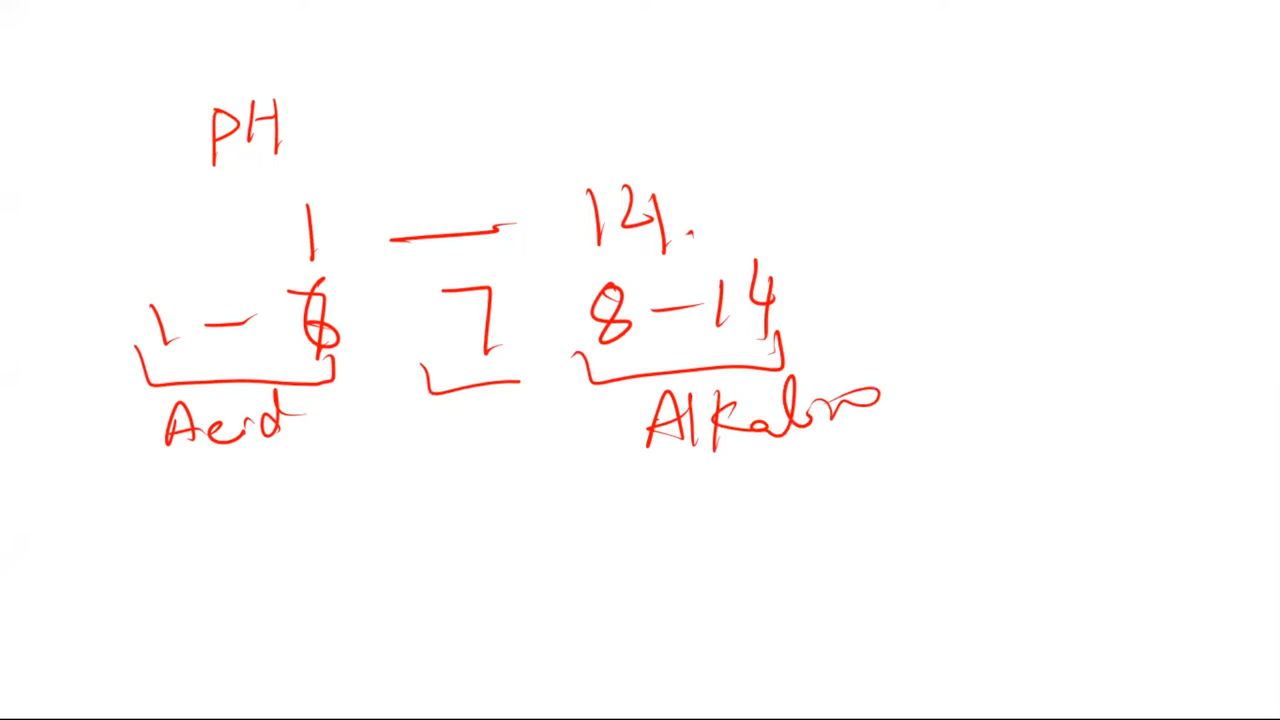 PH
1 — 14.
1 – 6 7 8 – 14
Acid Alkaline